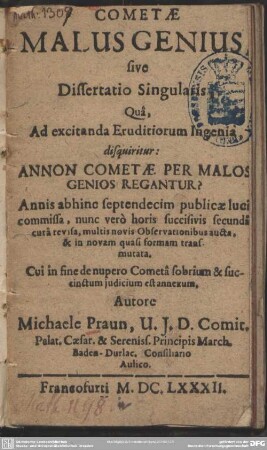 COMETÆ
MALUS GENIUS
sive
Dissertatio Singularis
Quâ,
Ad excitanda Eruditiorum Ingenia
disquiritur:
ANNON COMETÆ PER MALOS
GENIOS REGANTUR?
Annis abhinc septendecim publicæ luci
commissa, nunc verò horis succisivis secundâ
curâ revisa, multis novis Observationibus aucta,
& in novam quasi formam trans-
mutata.
Cui in fine de nupero Cometâ sobrium & suc-
cinctum judicium est annexum,
Autore
Michaele Praun, U. J. D. Comit.
Palat. Cæsar. & Sereniss. Principis March.
Bada-Durlac. Consiliario
Aulico.
Francofurti M. DC. LXXXII.